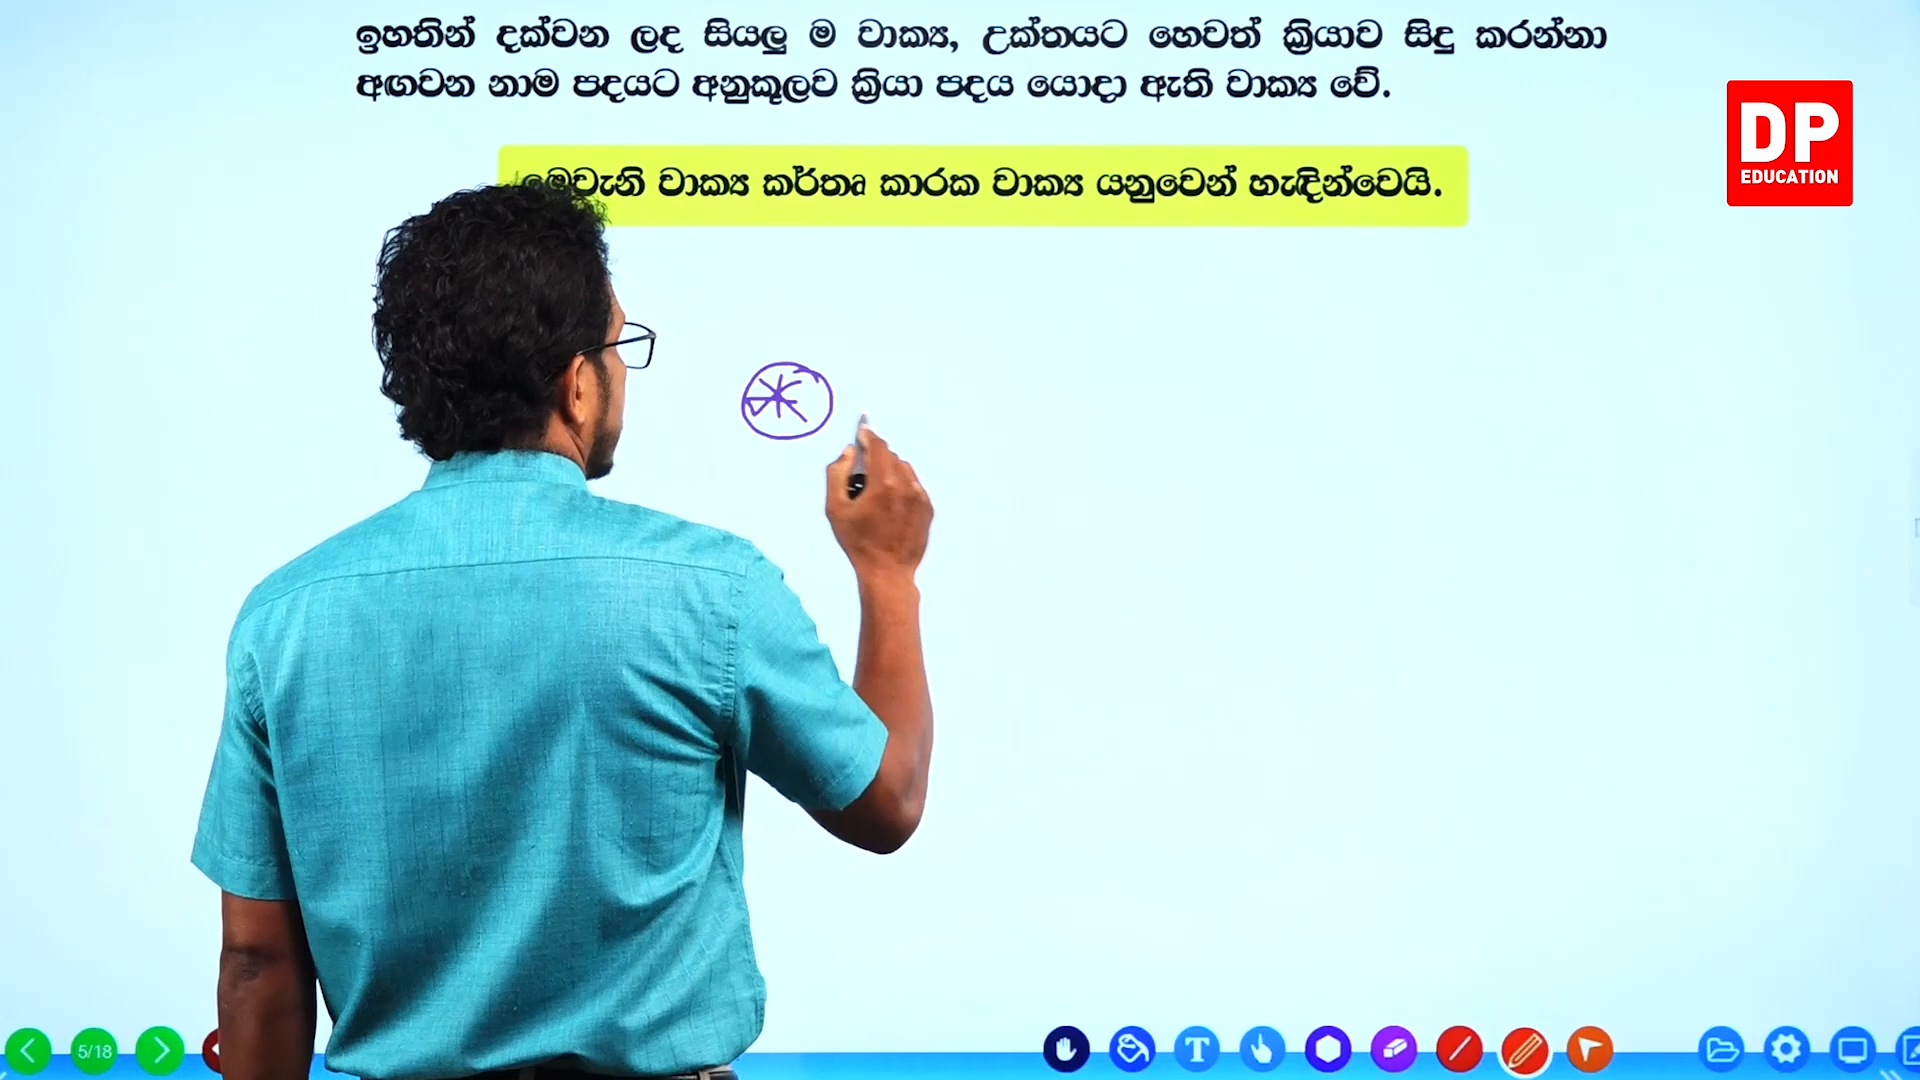 ඉහතින් දක්වන ලද සියලු ම වාක්‍ය, උක්තයට හෙවත් ක්‍රියාව සිදු කරන්නා
අඟවන නාම පදයට අනුකූලව ක්‍රියා පදය යොදා ඇති වාක්‍ය වේ.
DP
EDUCATION
මෙවැනි වාක්‍ය කර්තෘ කාරක වාක්‍ය යනුවෙන් හැඳින්වෙයි.
5/18
T